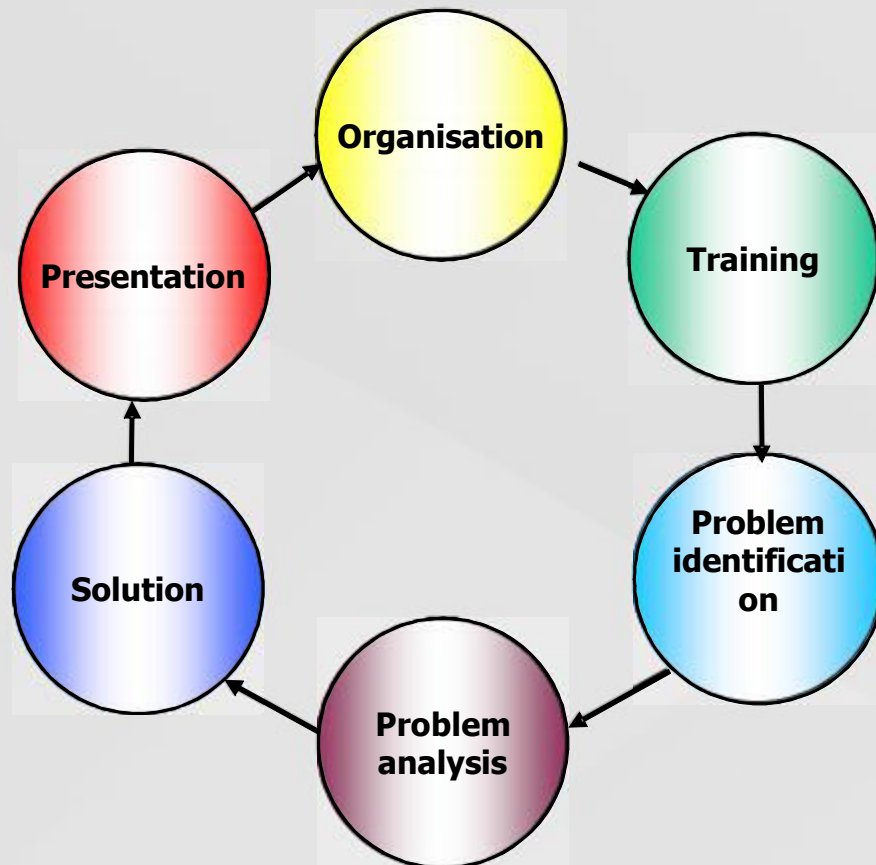 Organisation
Training
Problem
identificati
on
Problem
analysis
Solution
Presentation